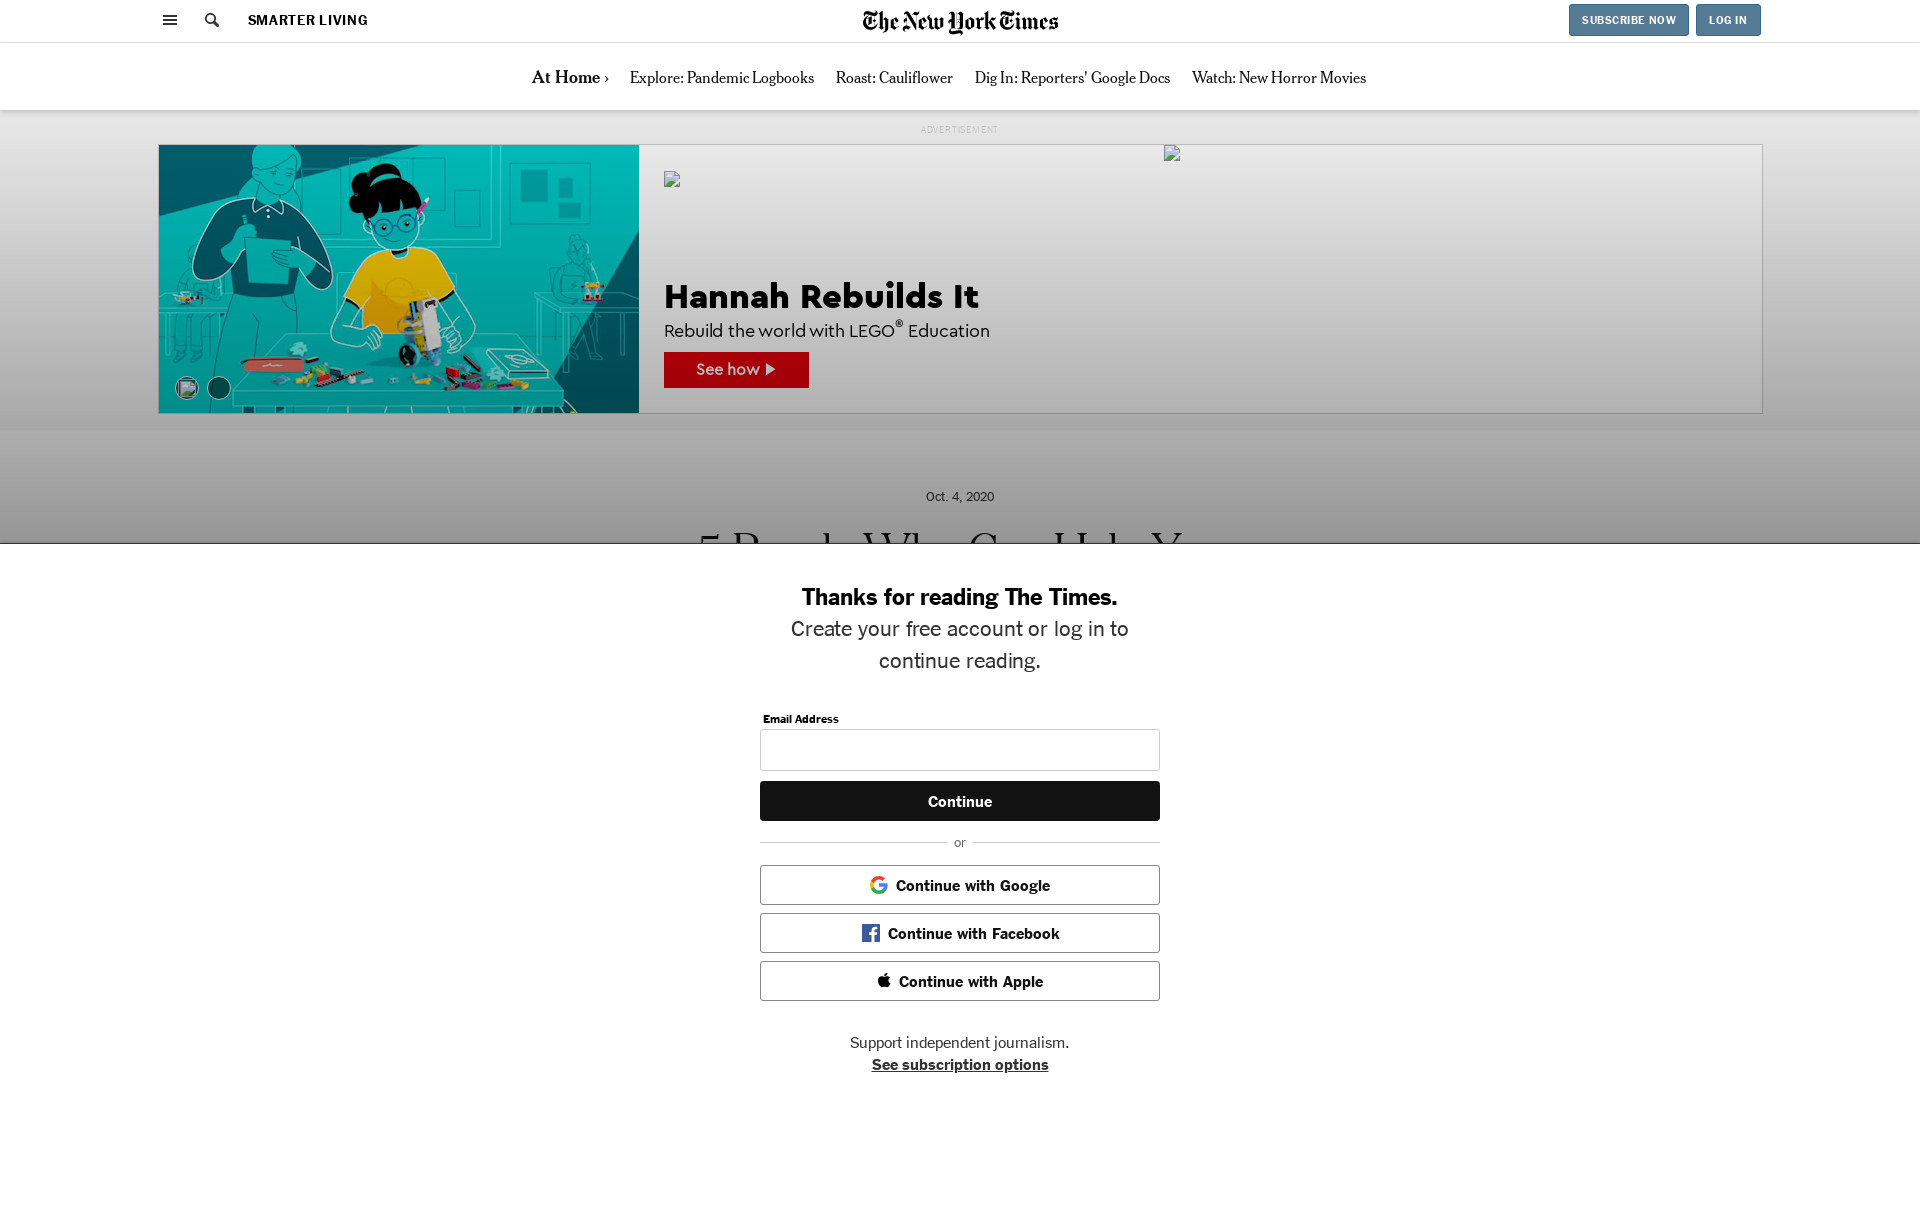 SMARTER LIVING
The New York Times
SUBSCRIBE NOW
LOG IN
At Home ›
Explore: Pandemic Logbooks
Roast: Cauliflower
Dig In: Reporters' Google Docs
Watch: New Horror Movies
ADVERTISEMENT
Hannah Rebuilds It
Rebuild the world with LEGO® Education
See how
Oct. 4, 2020
Thanks for reading The Times.
Create your free account or log in to
continue reading.
Email Address
Continue
or
Continue with Google
Continue with Facebook
Continue with Apple
Support independent journalism.
See subscription options